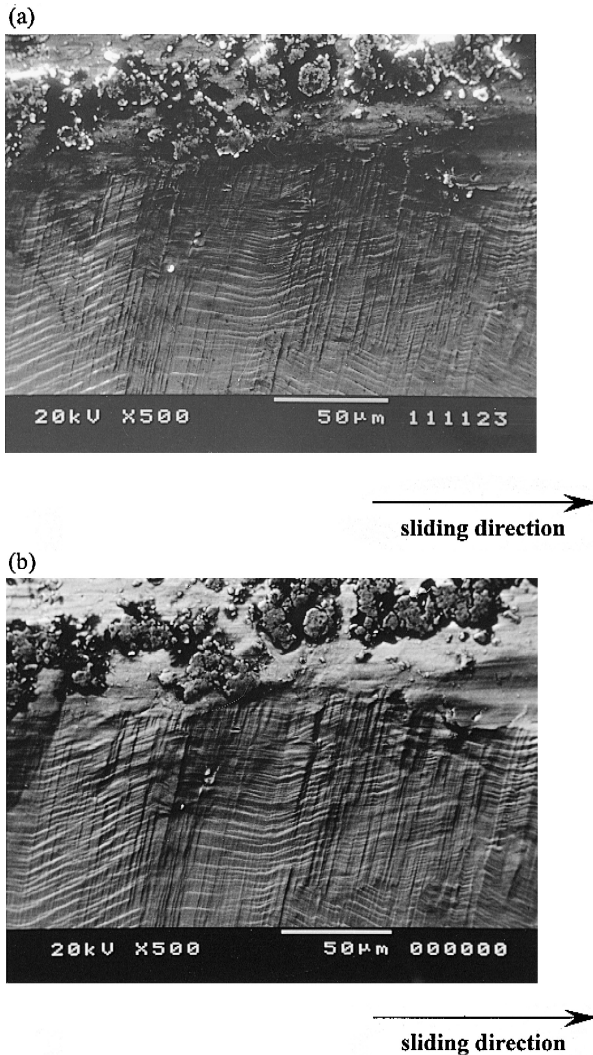 (a)
20kV X500 50µm 111123
sliding direction
(b)
20kV X500 50µm 000000
sliding direction